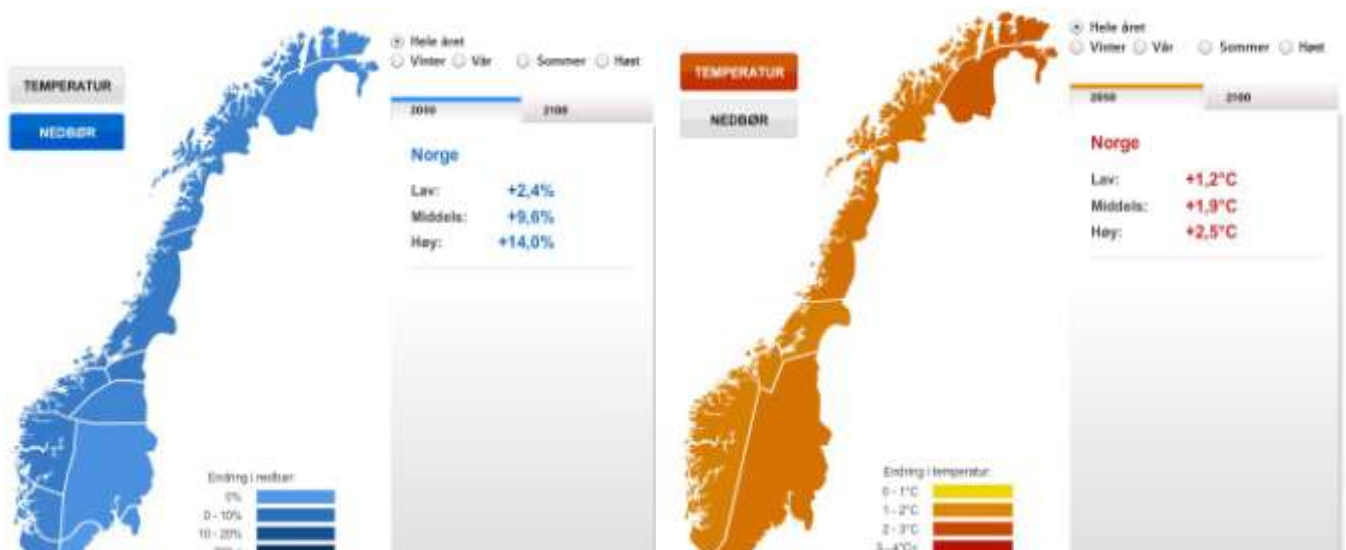 Hele året
Vinter Vår Sommer Høst
TEMPERATUR
NEDBØR
2050 2100
Norge
Lav: +2,4%
Middels: +9,6%
Høy: +14,0%
Endring i nedbør:
0%
0 - 10%
10 - 20%
Hele året
Vinter Vår Sommer Høst
TEMPERATUR
NEDBØR
2050 2100
Norge
Lav: +1,2°C
Middels: +1,9°C
Høy: +2,5°C
Endring i temperatur:
0 - 1°C
1 - 2°C
2 - 3°C